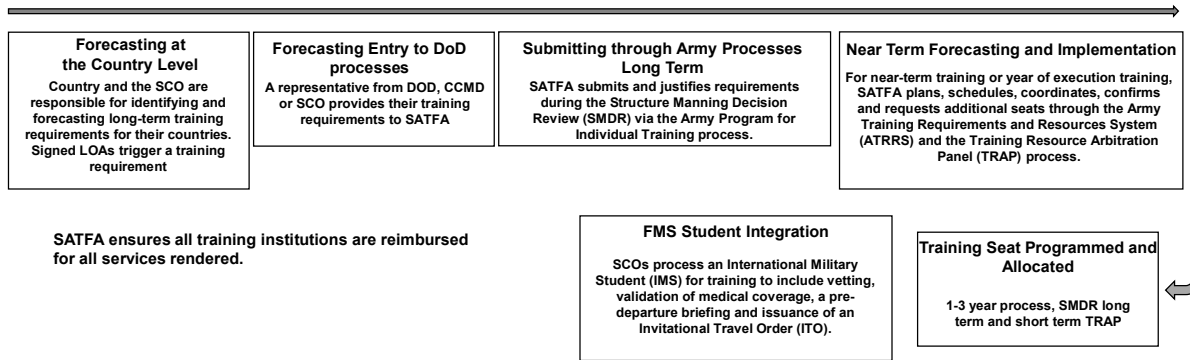 Forecasting at
the Country Level
Country and the SCO are
responsible for identifying and
forecasting long-term training
requirements for their countries.
Signed LOAs trigger a training
requirement
Forecasting Entry to DoD
processes
A representative from DOD, CCMD
or SCO provides their training
requirements to SATFA
Submitting through Army Processes
Long Term
SATFA submits and justifies requirements
during the Structure Manning Decision
Review (SMDR) via the Army Program for
Individual Training process.
Near Term Forecasting and Implementation
For near-term training or year of execution training,
SATFA plans, schedules, coordinates, confirms
and requests additional seats through the Army
Training Requirements and Resources System
(ATRRS) and the Training Resource Arbitration
Panel (TRAP) process.
SATFA ensures all training institutions are reimbursed
for all services rendered.
FMS Student Integration
SCOs process an International Military
Student (IMS) for training to include vetting,
validation of medical coverage, a pre-
departure briefing and issuance of an
Invitational Travel Order (ITO).
Training Seat Programmed and
Allocated
1-3 year process, SMDR long
term and short term TRAP